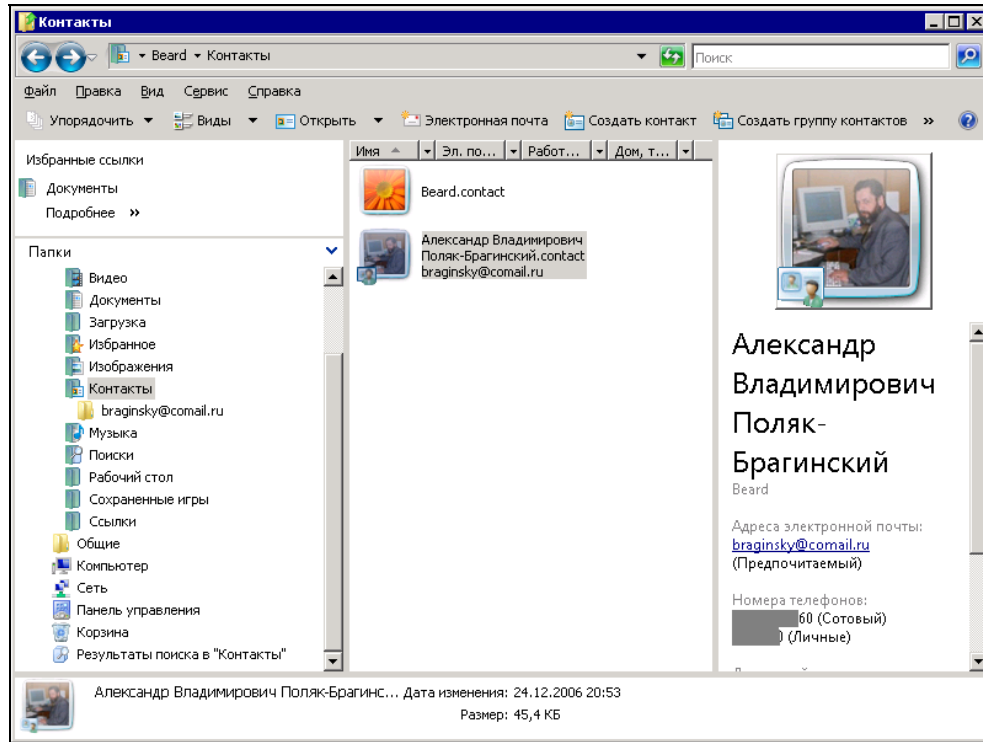 Контакты
Beard Контакты
Поиск
Файл Правка Вид Сервис Справка
Упорядочить Виды Открыть Электронная почта Создать контакт Создать группу контактов »
Избранные ссылки
Документы
Подробнее »
Папки
Видео
Документы
Загрузка
Избранное
Изображения
Контакты
braginsky@comail.ru
Музыка
Поиски
Рабочий стол
Сохраненные игры
Ссылки
Общие
Компьютер
Сеть
Панель управления
Корзина
Результаты поиска в "Контакты"
Имя Эл. по... Работ... Дом, т...
Beard.contact
Александр Владимирович
Поляк-Брагинский.contact
braginsky@comail.ru
Александр
Владимирович
Поляк-
Брагинский
Beard
Адреса электронной почты:
braginsky@comail.ru
(Предпочитаемый)
Номера телефонов:
60 (Сотовый)
) (Личные)
Александр Владимирович Поляк-Брагинс... Дата изменения: 24.12.2006 20:53
Размер: 45,4 КБ